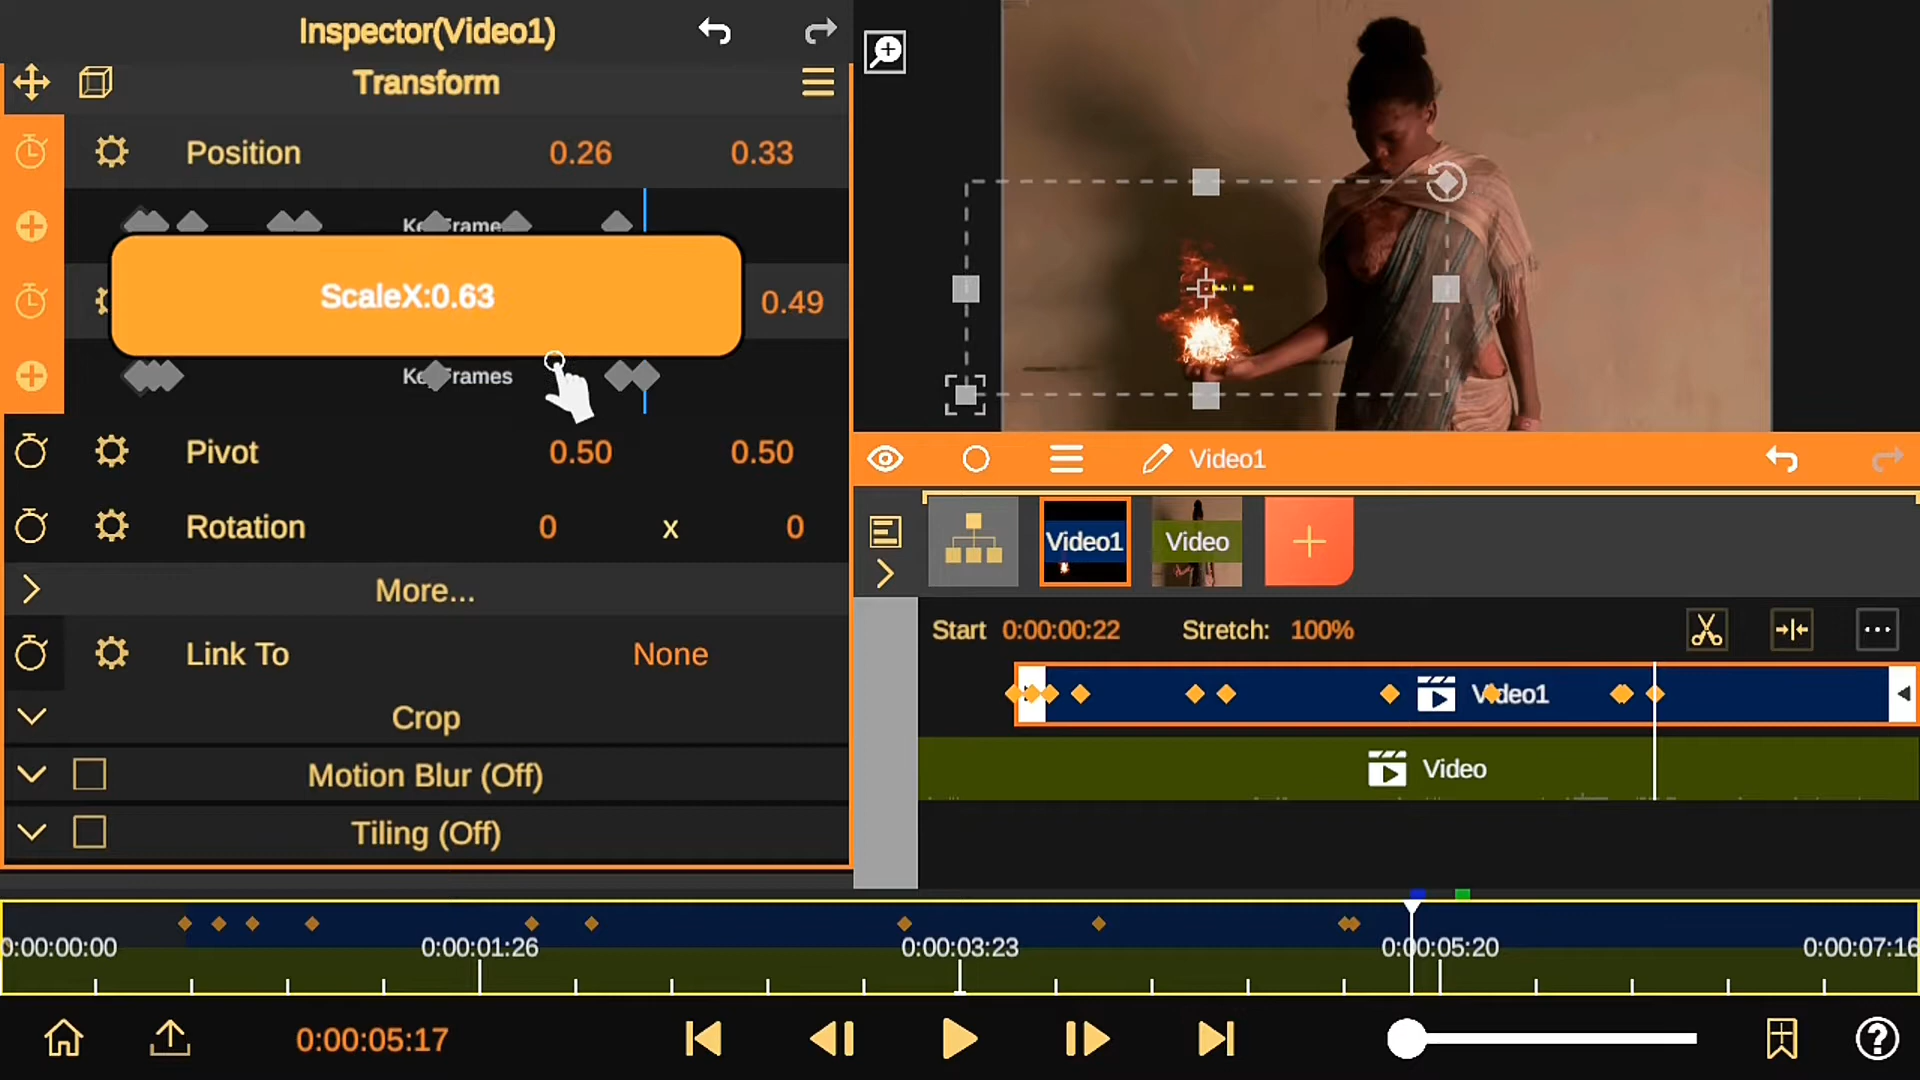 Inspector(Video1)
Transform
Position 0.26 0.33
ScaleX:0.63
0.49
Key Frames
Pivot 0.50 0.50
Rotation 0 x 0
More...
Link To None
Crop
Motion Blur (Off)
Tiling (Off)
Video1
Video1 Video
Start 0:00:00:22 Stretch: 100%
Video1
Video
0:00:00:00 0:00:01:26 0:00:03:23 0:00:05:20 0:00:07:16
0:00:05:17